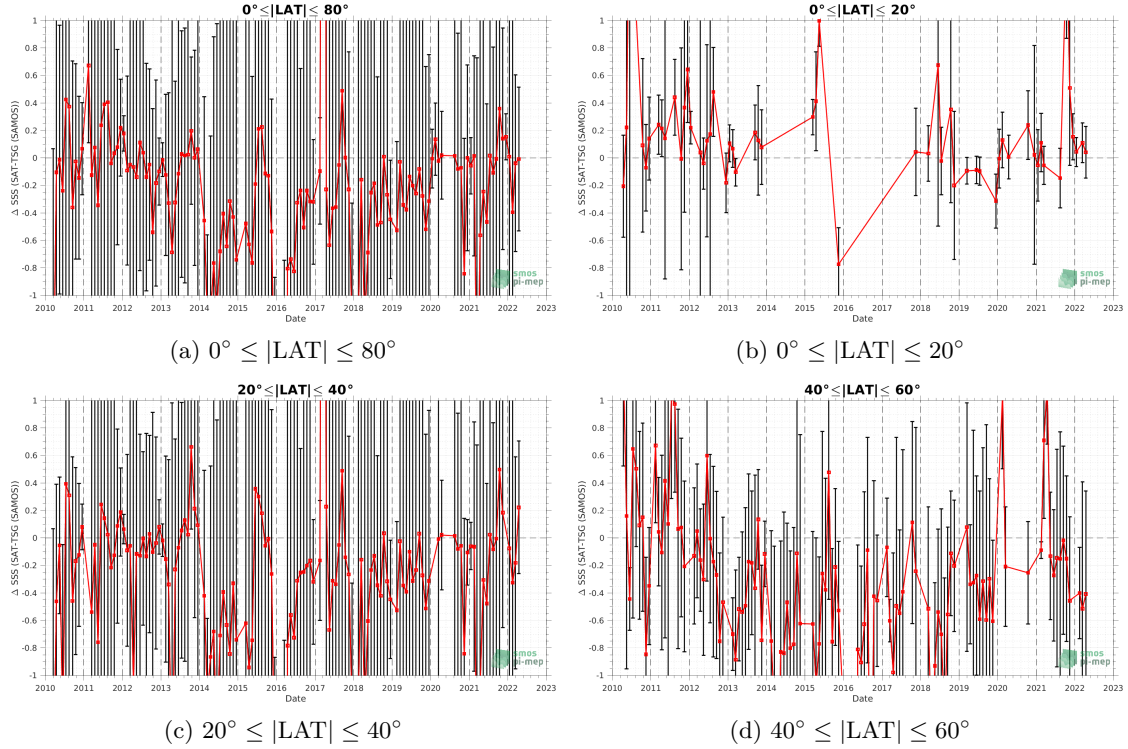 0°≤|LAT|≤ 80°
Δ SSS (SAT-TSG (SAMOS))
1
0.8
0.6
0.4
0.2
0
-0.2
-0.4
-0.6
-0.8
-1
2010 2011 2012 2013 2014 2015 2016 2017 2018 2019 2020 2021 2022 2023
Date
smos
pi-mep
(a) 0° ≤ |LAT| ≤ 80°
0°≤|LAT|≤ 20°
Δ SSS (SAT-TSG (SAMOS))
1
0.8
0.6
0.4
0.2
0
-0.2
-0.4
-0.6
-0.8
-1
2010 2011 2012 2013 2014 2015 2016 2017 2018 2019 2020 2021 2022 2023
Date
smos
pi-mep
(b) 0° ≤ |LAT| ≤ 20°
20°≤|LAT|≤ 40°
Δ SSS (SAT-TSG (SAMOS))
1
0.8
0.6
0.4
0.2
0
-0.2
-0.4
-0.6
-0.8
-1
2010 2011 2012 2013 2014 2015 2016 2017 2018 2019 2020 2021 2022 2023
Date
smos
pi-mep
(c) 20° ≤ |LAT| ≤ 40°
40°≤|LAT|≤ 60°
Δ SSS (SAT-TSG (SAMOS))
1
0.8
0.6
0.4
0.2
0
-0.2
-0.4
-0.6
-0.8
-1
2010 2011 2012 2013 2014 2015 2016 2017 2018 2019 2020 2021 2022 2023
Date
smos
pi-mep
(d) 40° ≤ |LAT| ≤ 60°